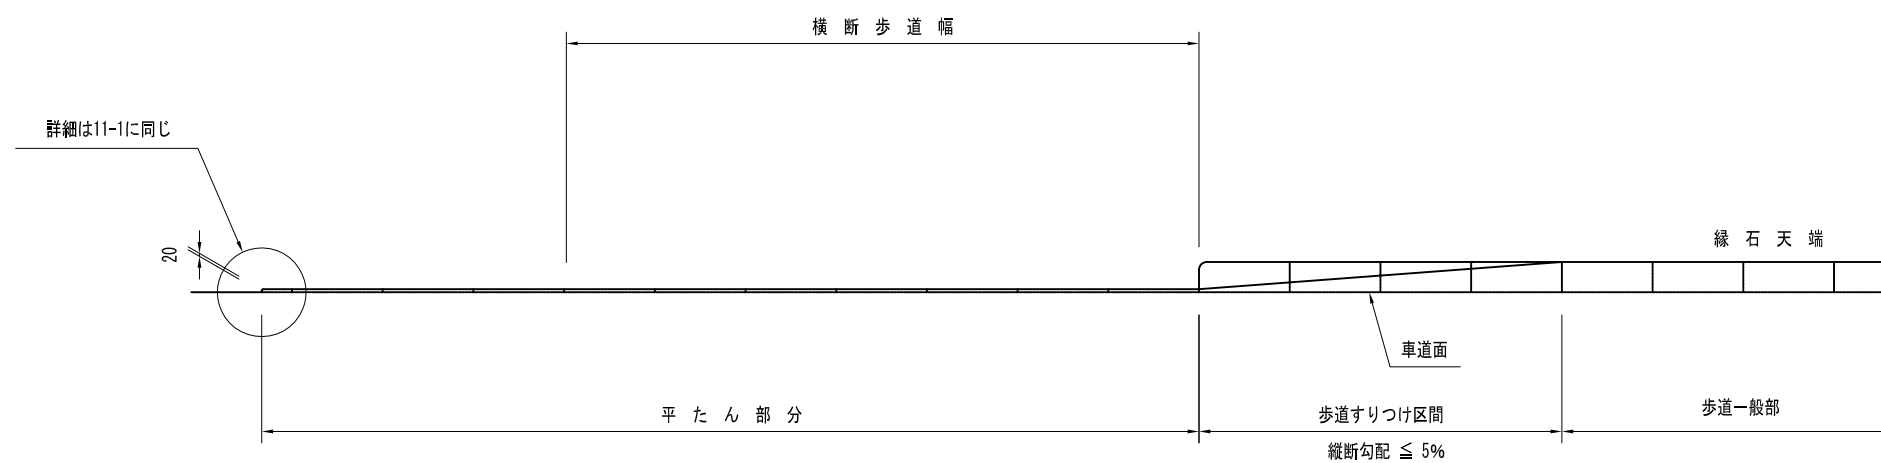 横断歩道幅
詳細は11-1に同じ
縁石天端
20
車道面
平たん部分
歩道すりつけ区間
歩道一般部
縦断勾配 ≦ 5%